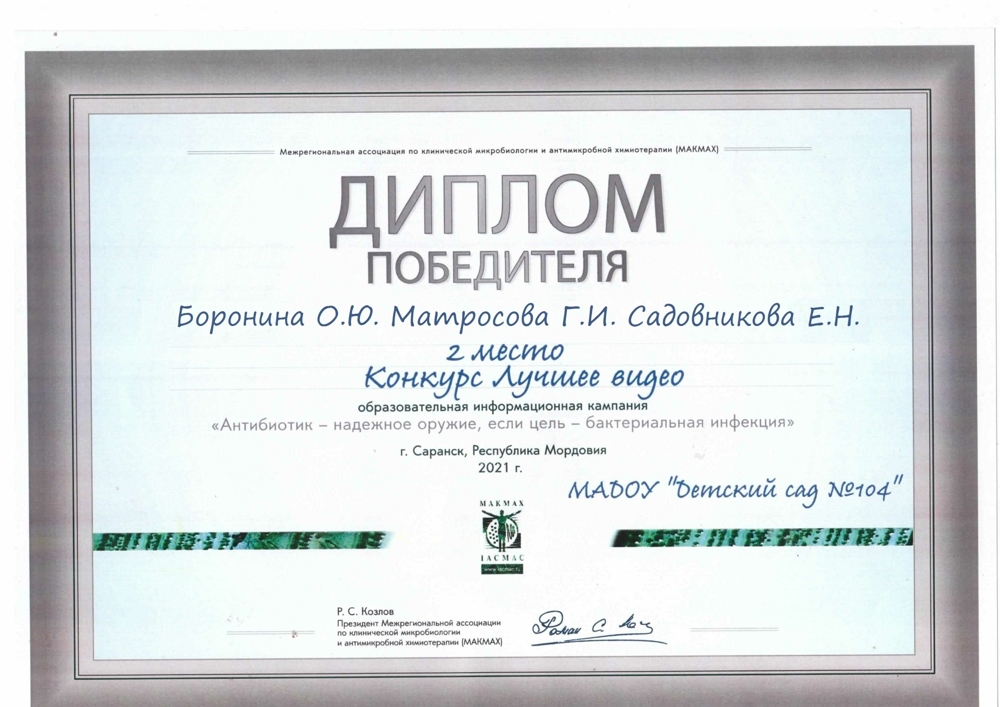 Межрегиональная ассоциация по клинической микробиологии и антимикробной химиотерапии (МАКМАХ)
ДИПЛОМ
ПОБЕДИТЕЛЯ
Боронина О.Ю. Матросова Г.И. Садовникова Е.Н.
2 место
Конкурс Лучшее видео
образовательная информационная кампания
«Антибиотик – надежное оружие, если цель – бактериальная инфекция»
г. Саранск, Республика Мордовия
2021 г.
МАДОУ "Детский сад №104"
МАКМАХ
IACMAC
www.iacmac.ru
Р. С. Козлов
Президент Межрегиональной ассоциации
по клинической микробиологии
и антимикробной химиотерапии (МАКМАХ)